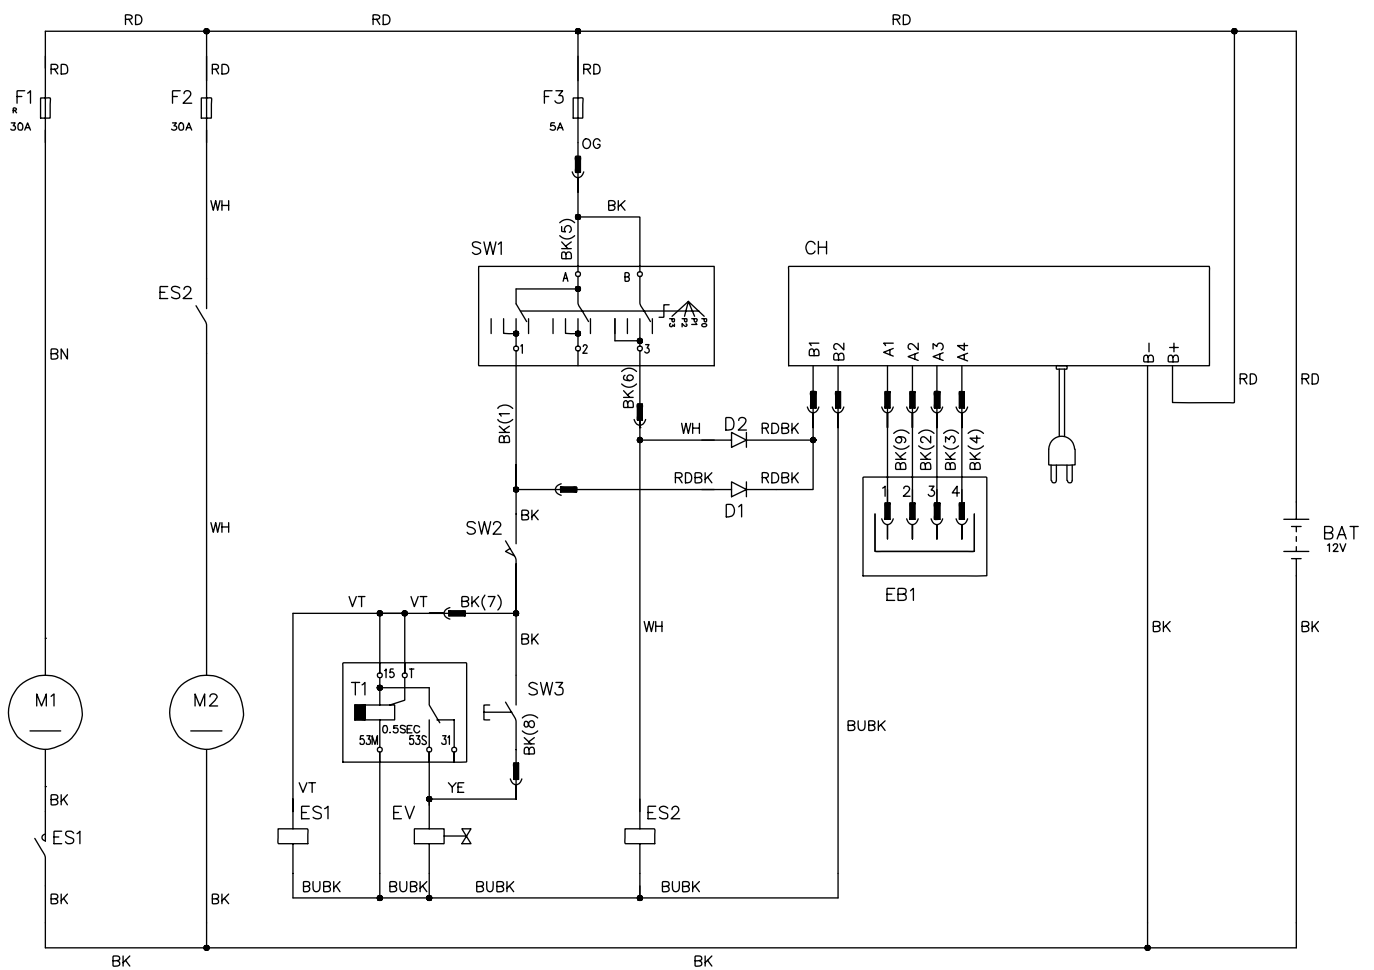 RD RD RD
RD RD RD
F1 F2 F3
R
30A 30A 5A
OG
WH BK
BK(5)
SW1 CH
A B
ES2
P3 P2 P1 P0
1 2 3
B1 B2 A1 A2 A3 A4 B- B+
BN
BK(6) RD RD
BK(1)
WH D2 RDBK
BK(9) BK(2) BK(3) BK(4)
RDBK RDBK
1 2 3 4
D1
BK
WH SW2
BAT
12V
EB1
VT VT BK(7)
BK WH BK BK
15 T
M1 M2 T1 SW3
0.5SEC
53M 53S 31
BK(8)
BUBK
VT YE
BK
ES1 EV ES2
ES1
BUBK BUBK BUBK BUBK
BK BK
BK BK